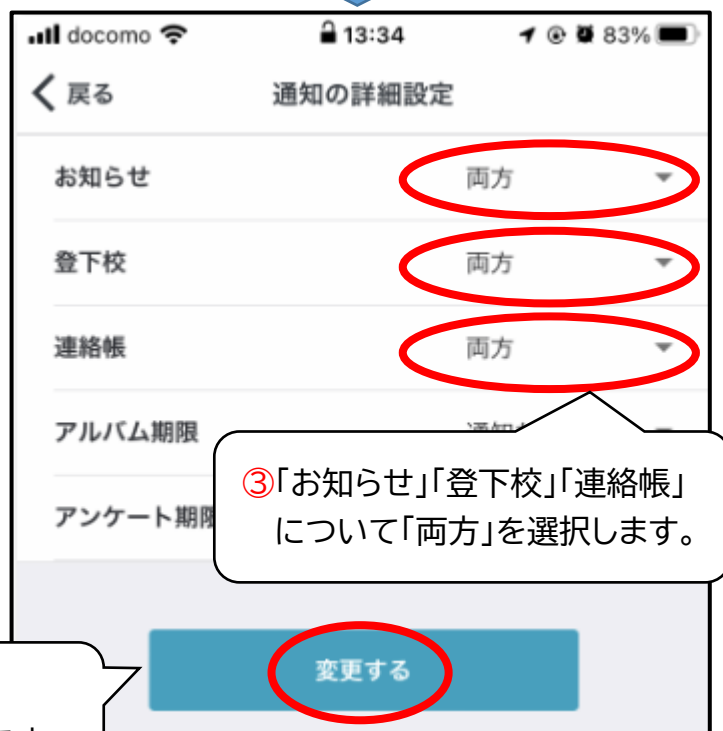 docomo 13:34 83%
戻る 通知の詳細設定
お知らせ 両方
登下校 両方
連絡帳 両方
アルバム期限
アンケート期限
③「お知らせ」「登下校」「連絡帳」
について「両方」を選択します。
変更する